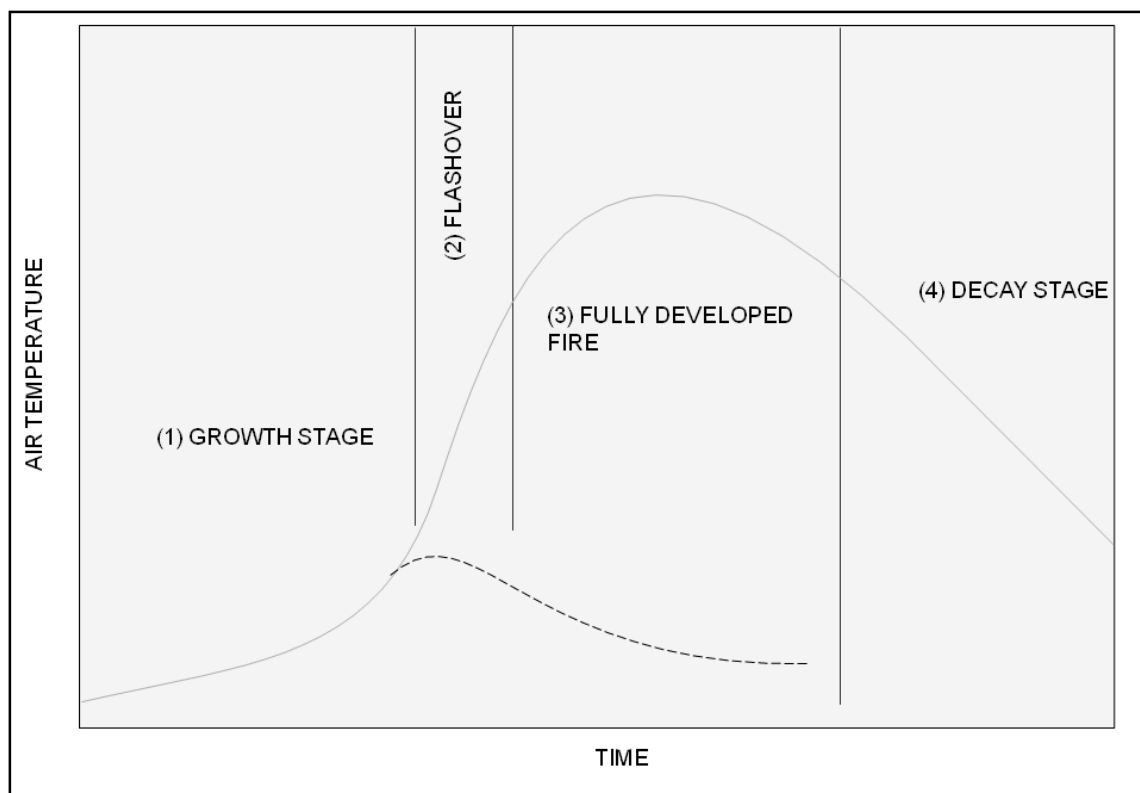 (2) FLASHOVER
(4) DECAY STAGE
(3) FULLY DEVELOPED
FIRE
AIR TEMPERATURE
(1) GROWTH STAGE
TIME